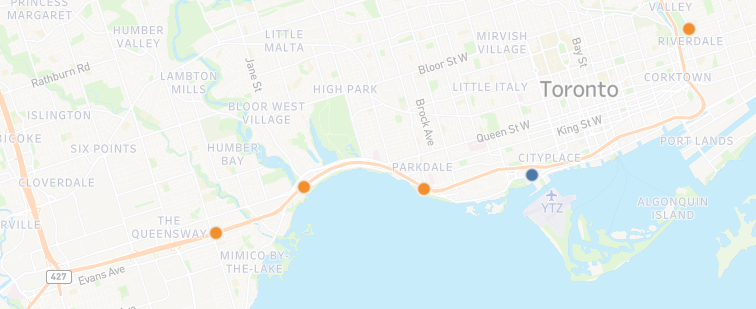 PRINCESS
MARGARET
HUMBER
VALLEY
LITTLE
MALTA
MIRVISH
VILLAGE
Bay St
VALLEY
RIVERDALE
Rathburn Rd
LAMBTON
MILLS
Jane St
HIGH PARK
Bloor St W
LITTLE ITALY
Toronto
CORKTOWN
ISLINGTON
BLOOR WEST
VILLAGE
Brock Ave
Queen St W
King St W
PORT LANDS
BICOKE
SIX POINTS
HUMBER
BAY
PARKDALE
CITYPLACE
CLOVERDALE
YTZ
ALGONQUIN
ISLAND
RVILLE
THE
QUEENSWAY
MIMICO BY-
THE-LAKE
427
Evans Ave